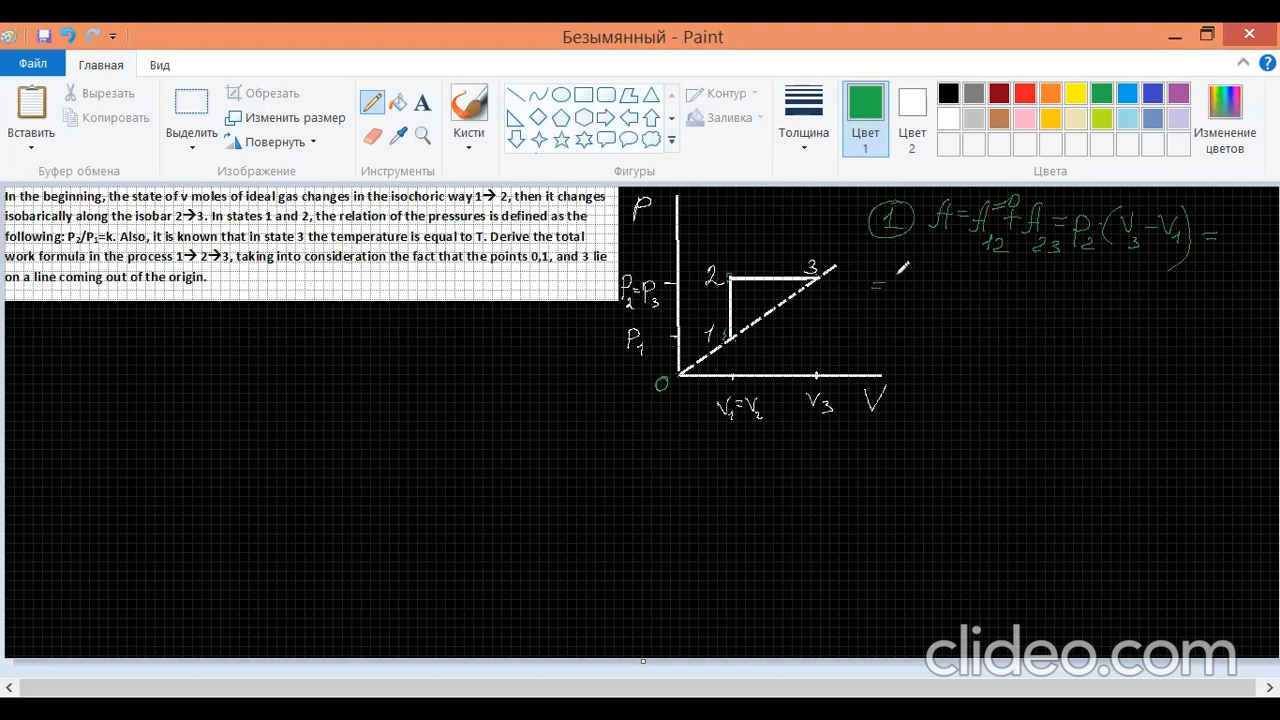 Безымянный - Paint
Файл Главная Вид
Вставить
Вырезать
Копировать
Буфер обмена
Выделить
Обрезать
Изменить размер
Повернуть
Изображение
A
Инструменты
Кисти
Контур
Заливка
Фигуры
Толщина
Цвет 1
Цвет 2
Изменение цветов
Цвета
In the beginning, the state of v moles of ideal gas changes in the isochoric way 1→ 2, then it changes
isobarically along the isobar 2→3. In states 1 and 2, the relation of the pressures is defined as the
following: P₂/P₁=k. Also, it is known that in state 3 the temperature is equal to T. Derive the total
work formula in the process 1→ 2→3, taking into consideration the fact that the points 0,1, and 3 lie
on a line coming out of the origin.
P
2 3
P₂=P₃
P₁ 1
0
V₁=V₂ V₃ V
1 A=A₁₂=0+A₂₃=P₂·(V₃-V₁)=
=
clideo.com